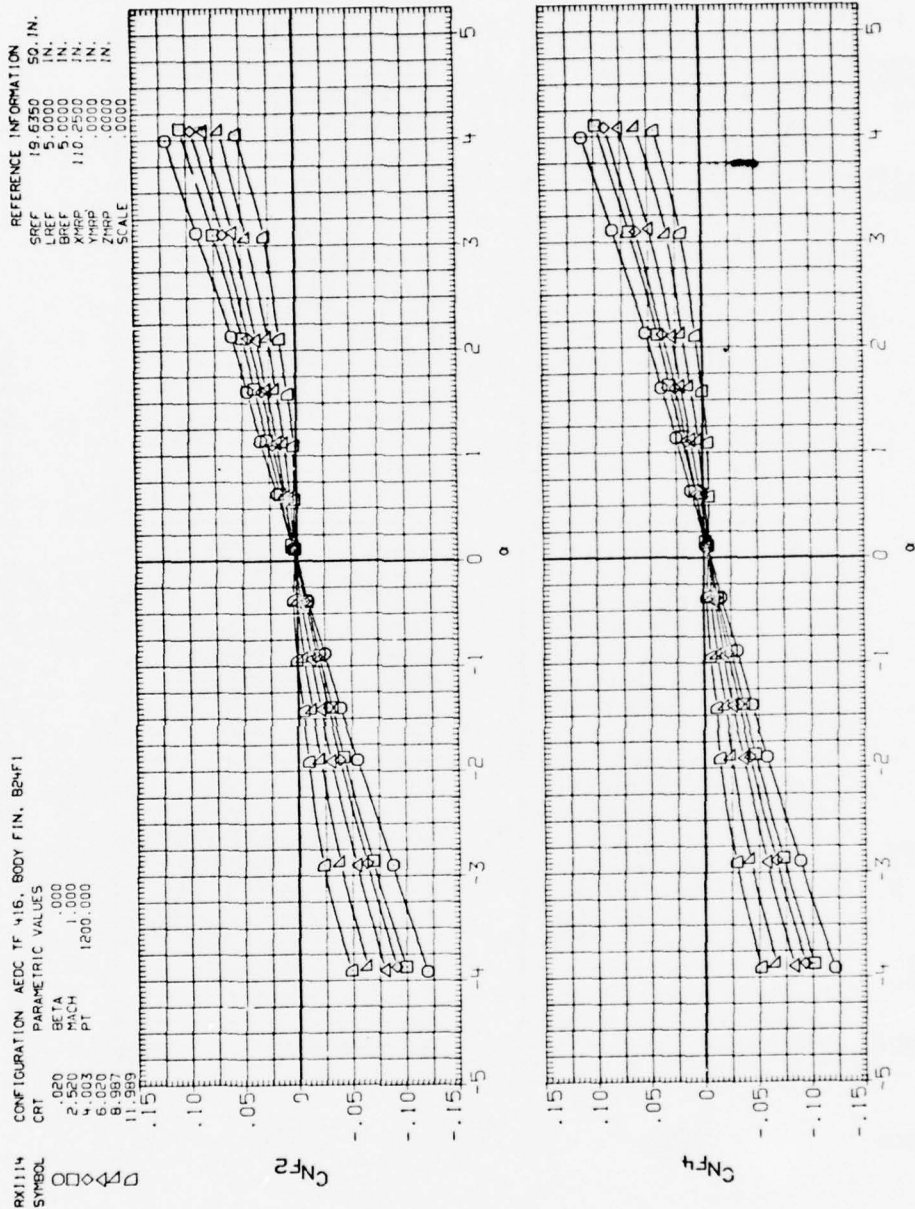 RX1114 CONFIGURATION AEDC TF 416. BODY FIN. B24F1
SYMBOL CRT PARAMETRIC VALUES
.020 BETA .000
2.520 MACH 1.000
4.003 PT 1200.000
6.020
8.987
11.989
REFERENCE INFORMATION
SREF 19.6350 SQ.IN.
LREF 5.0000 IN.
BREF 5.0000 IN.
XMRP 110.2500 IN.
YMRP .0000 IN.
ZMRP .0000 IN.
SCALE .0000
CNF2
.15
.10
.05
0
-.05
-.10
-.15
-5 -4 -3 -2 -1 0 1 2 3 4 5
α
CNF4
.15
.10
.05
0
-.05
-.10
-.15
-5 -4 -3 -2 -1 0 1 2 3 4 5
α